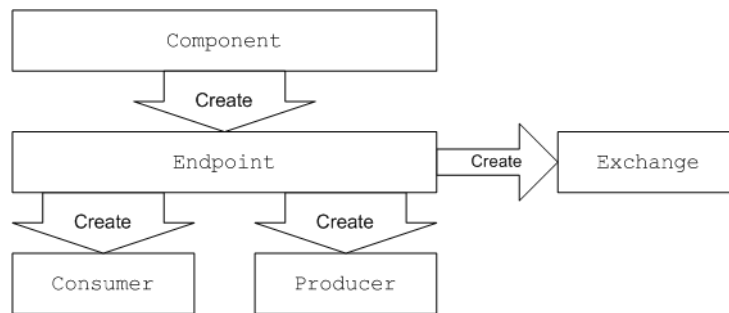 Component
Create
Endpoint
Create
Exchange
Create
Create
Consumer
Producer